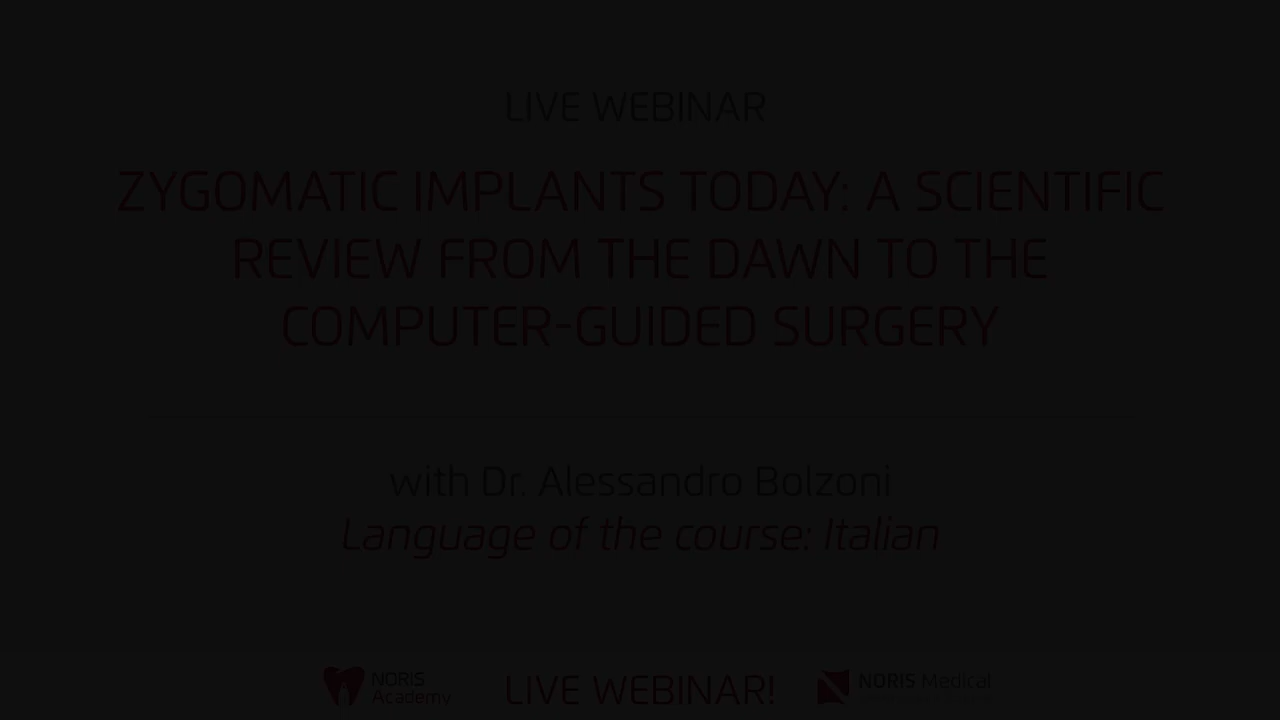 LIVE WEBINAR
ZYGOMATIC IMPLANTS TODAY: A SCIENTIFIC
REVIEW FROM THE DAWN TO THE
COMPUTER-GUIDED SURGERY
with Dr. Alessandro Bolzoni
Language of the course: Italian
NORIS
Academy
LIVE WEBINAR!
NORIS Medical